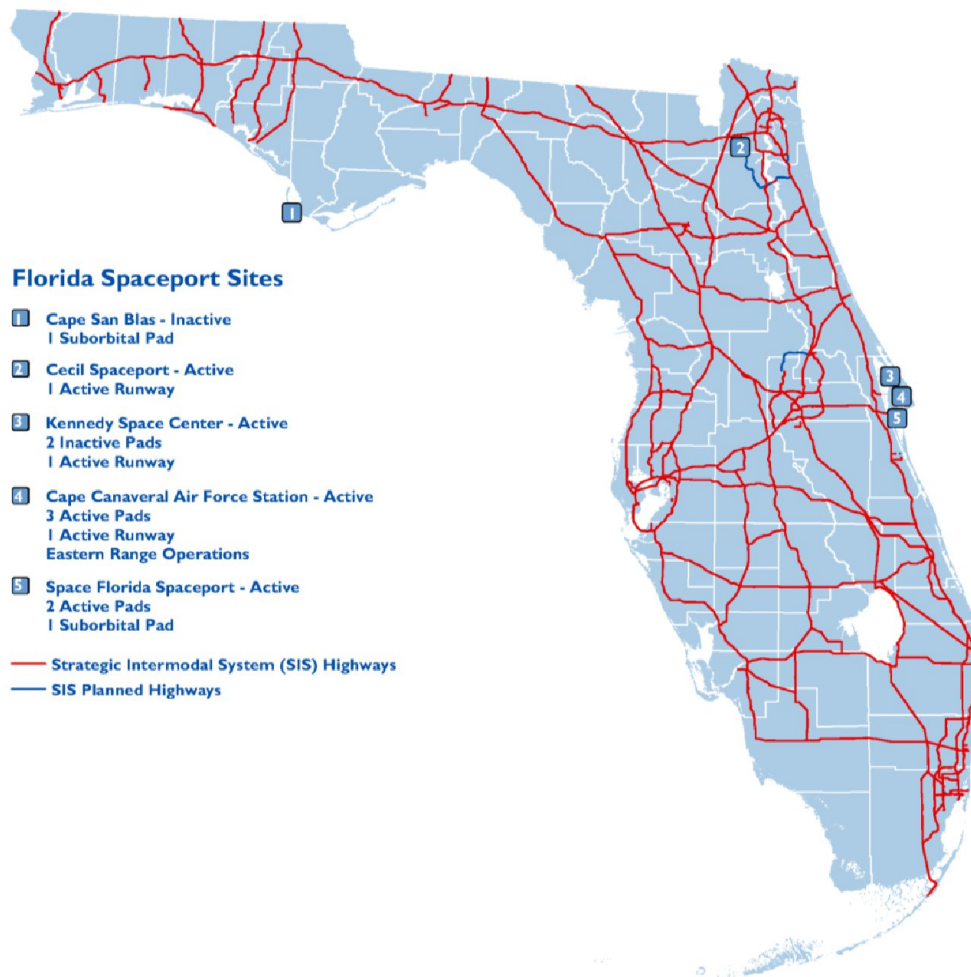 2
1
Florida Spaceport Sites
1 Cape San Blas - Inactive
1 Suborbital Pad
2 Cecil Spaceport - Active
1 Active Runway
3 Kennedy Space Center - Active
2 Inactive Pads
1 Active Runway
4 Cape Canaveral Air Force Station - Active
3 Active Pads
1 Active Runway
Eastern Range Operations
5 Space Florida Spaceport - Active
2 Active Pads
1 Suborbital Pad
Strategic Intermodal System (SIS) Highways
SIS Planned Highways
3
4
5